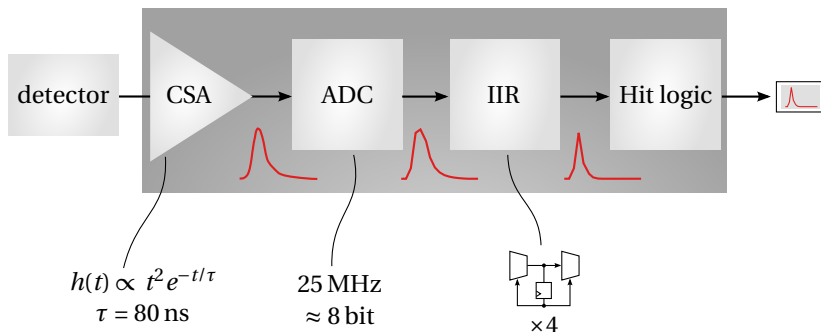 detector
CSA
ADC
IIR
Hit logic
h(t) ∝ t²e^{−t/τ}
τ = 80 ns
25 MHz
≈ 8 bit
×4